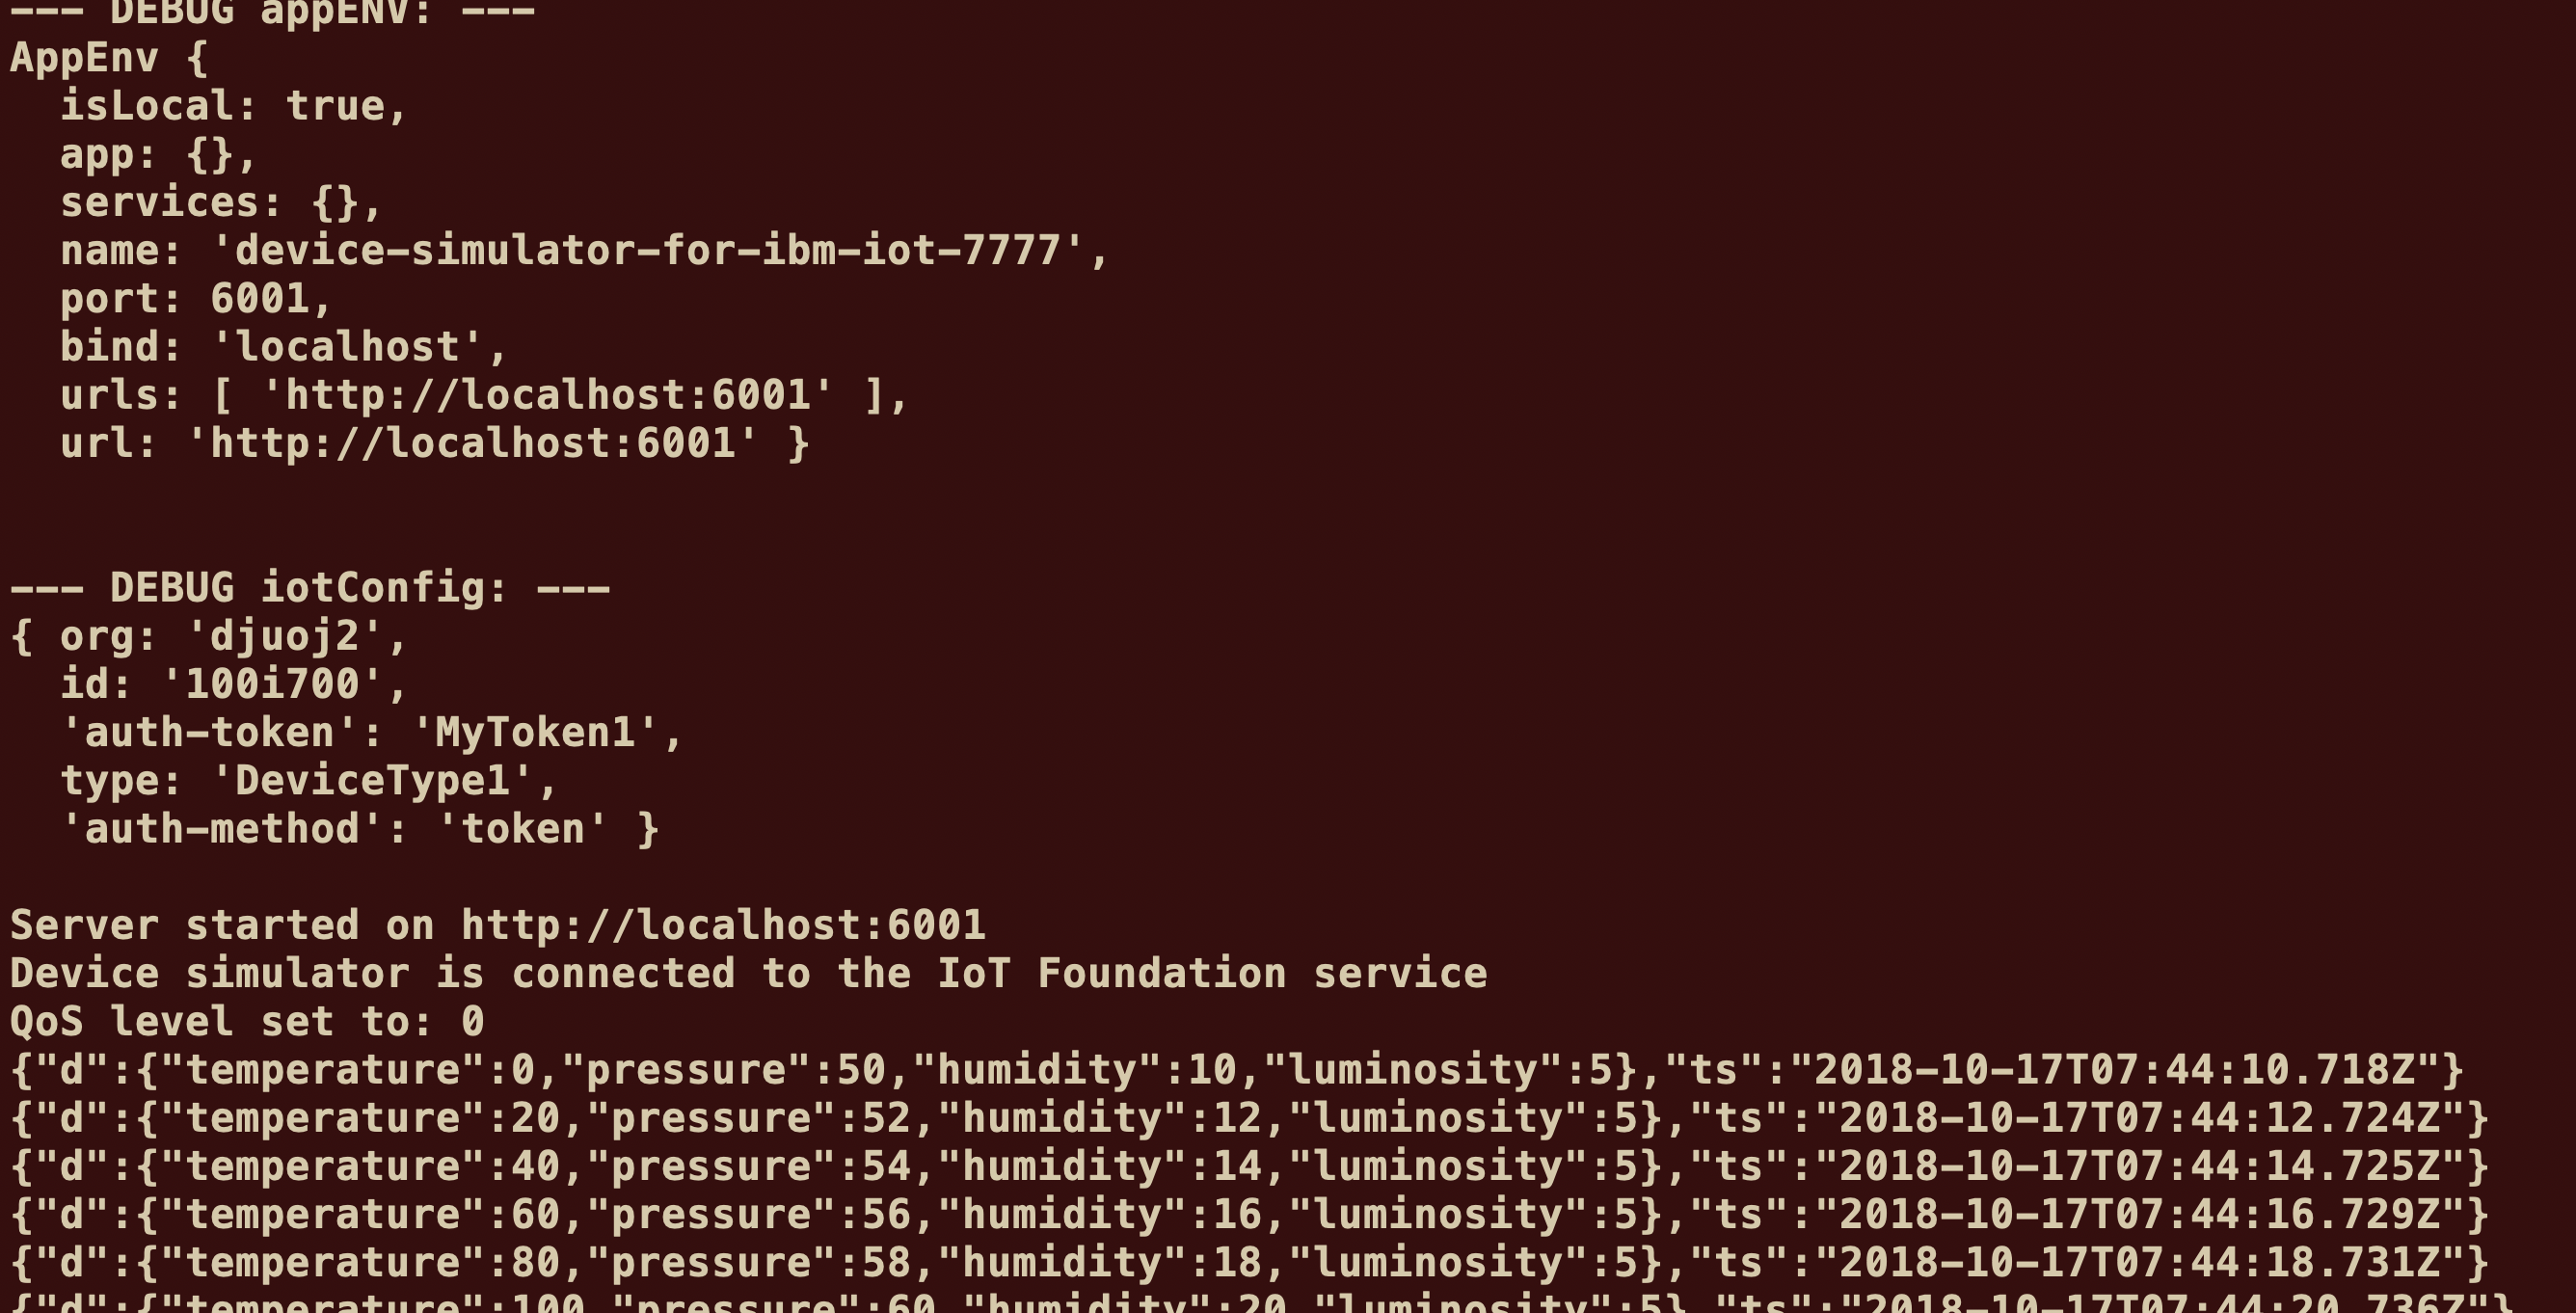 --- DEBUG appENV: ---
AppEnv {
  isLocal: true,
  app: {},
  services: {},
  name: 'device-simulator-for-ibm-iot-7777',
  port: 6001,
  bind: 'localhost',
  urls: [ 'http://localhost:6001' ],
  url: 'http://localhost:6001' }
--- DEBUG iotConfig: ---
{ org: 'djuoj2',
  id: '100i700',
  'auth-token': 'MyToken1',
  type: 'DeviceType1',
  'auth-method': 'token' }
Server started on http://localhost:6001
Device simulator is connected to the IoT Foundation service
QoS level set to: 0
{"d":{"temperature":0,"pressure":50,"humidity":10,"luminosity":5},"ts":"2018-10-17T07:44:10.718Z"}
{"d":{"temperature":20,"pressure":52,"humidity":12,"luminosity":5},"ts":"2018-10-17T07:44:12.724Z"}
{"d":{"temperature":40,"pressure":54,"humidity":14,"luminosity":5},"ts":"2018-10-17T07:44:14.725Z"}
{"d":{"temperature":60,"pressure":56,"humidity":16,"luminosity":5},"ts":"2018-10-17T07:44:16.729Z"}
{"d":{"temperature":80,"pressure":58,"humidity":18,"luminosity":5},"ts":"2018-10-17T07:44:18.731Z"}
{"d":{"temperature":100,"pressure":60,"humidity":20,"luminosity":5},"ts":"2018-10-17T07:44:20.736Z"}